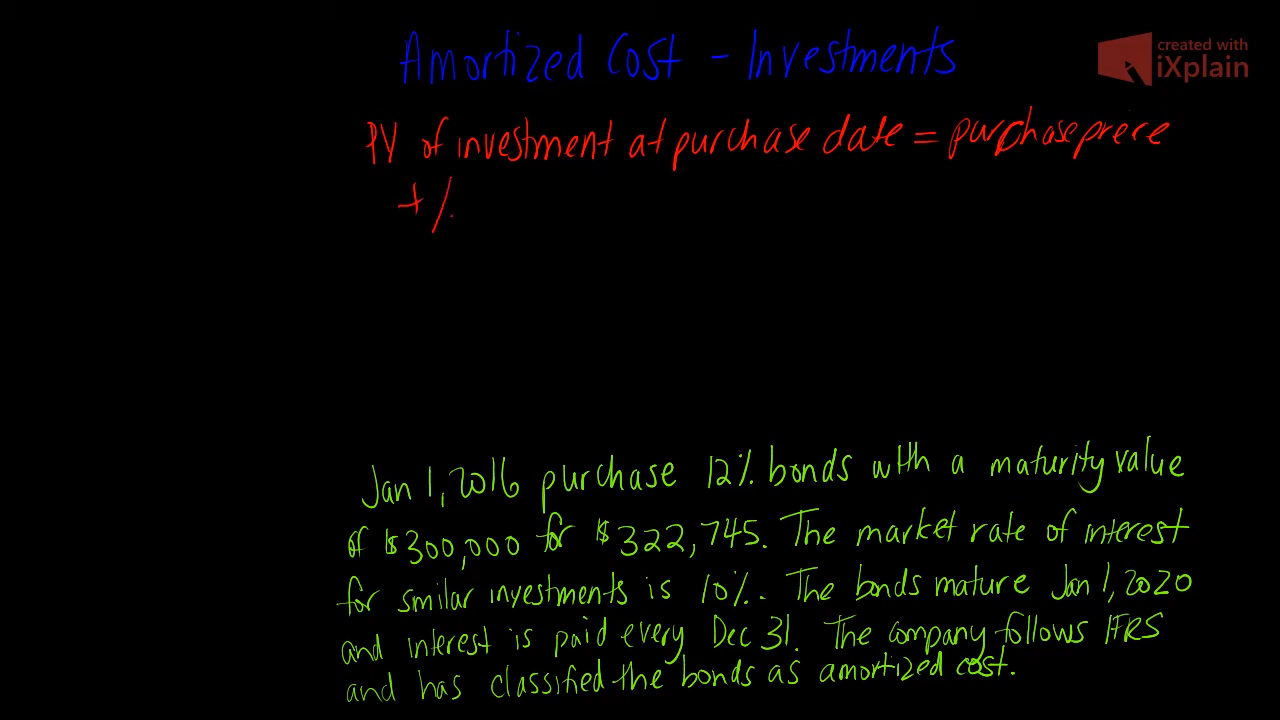 Amortized Cost - Investments
created with
iXplain
PV of investment at purchase date = purchase price
+ %
Jan 1, 2016 purchase 12% bonds with a maturity value
of $300,000 for $322,745. The market rate of interest
for similar investments is 10%. The bonds mature Jan 1, 2020
and interest is paid every Dec 31. The company follows IFRS
and has classified the bonds as amortized cost.